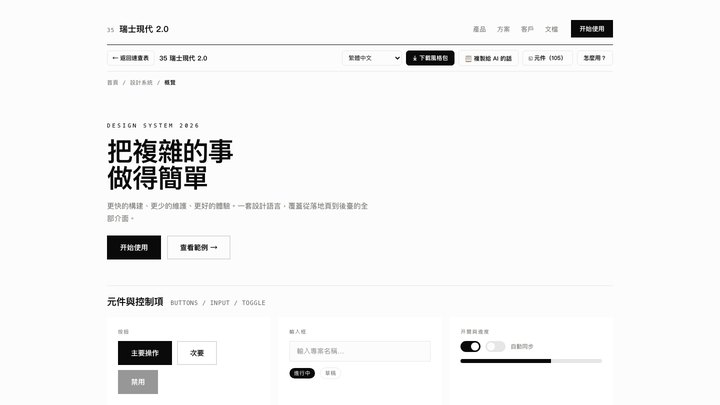 35 瑞士現代 2.0
產品 方案 客戶 文檔 开始使用
← 返回速查表 35 瑞士現代 2.0 繁體中文 下載風格包 複製給 AI 的話 元件（105） 怎麼用？
首頁 / 設計系統 / 概覽
DESIGN SYSTEM 2026
把複雜的事
做得簡單
更快的構建，更少的維護，更好的體驗。一套設計語言，覆蓋從落地頁到後臺的全
部介面。
开始使用 查看範例 →
元件與控制項 BUTTONS / INPUT / TOGGLE
按鈕 輸入框 開關與進度
主要操作 次要 輸入專案名稱... 自動同步
進行中 草稿
禁用